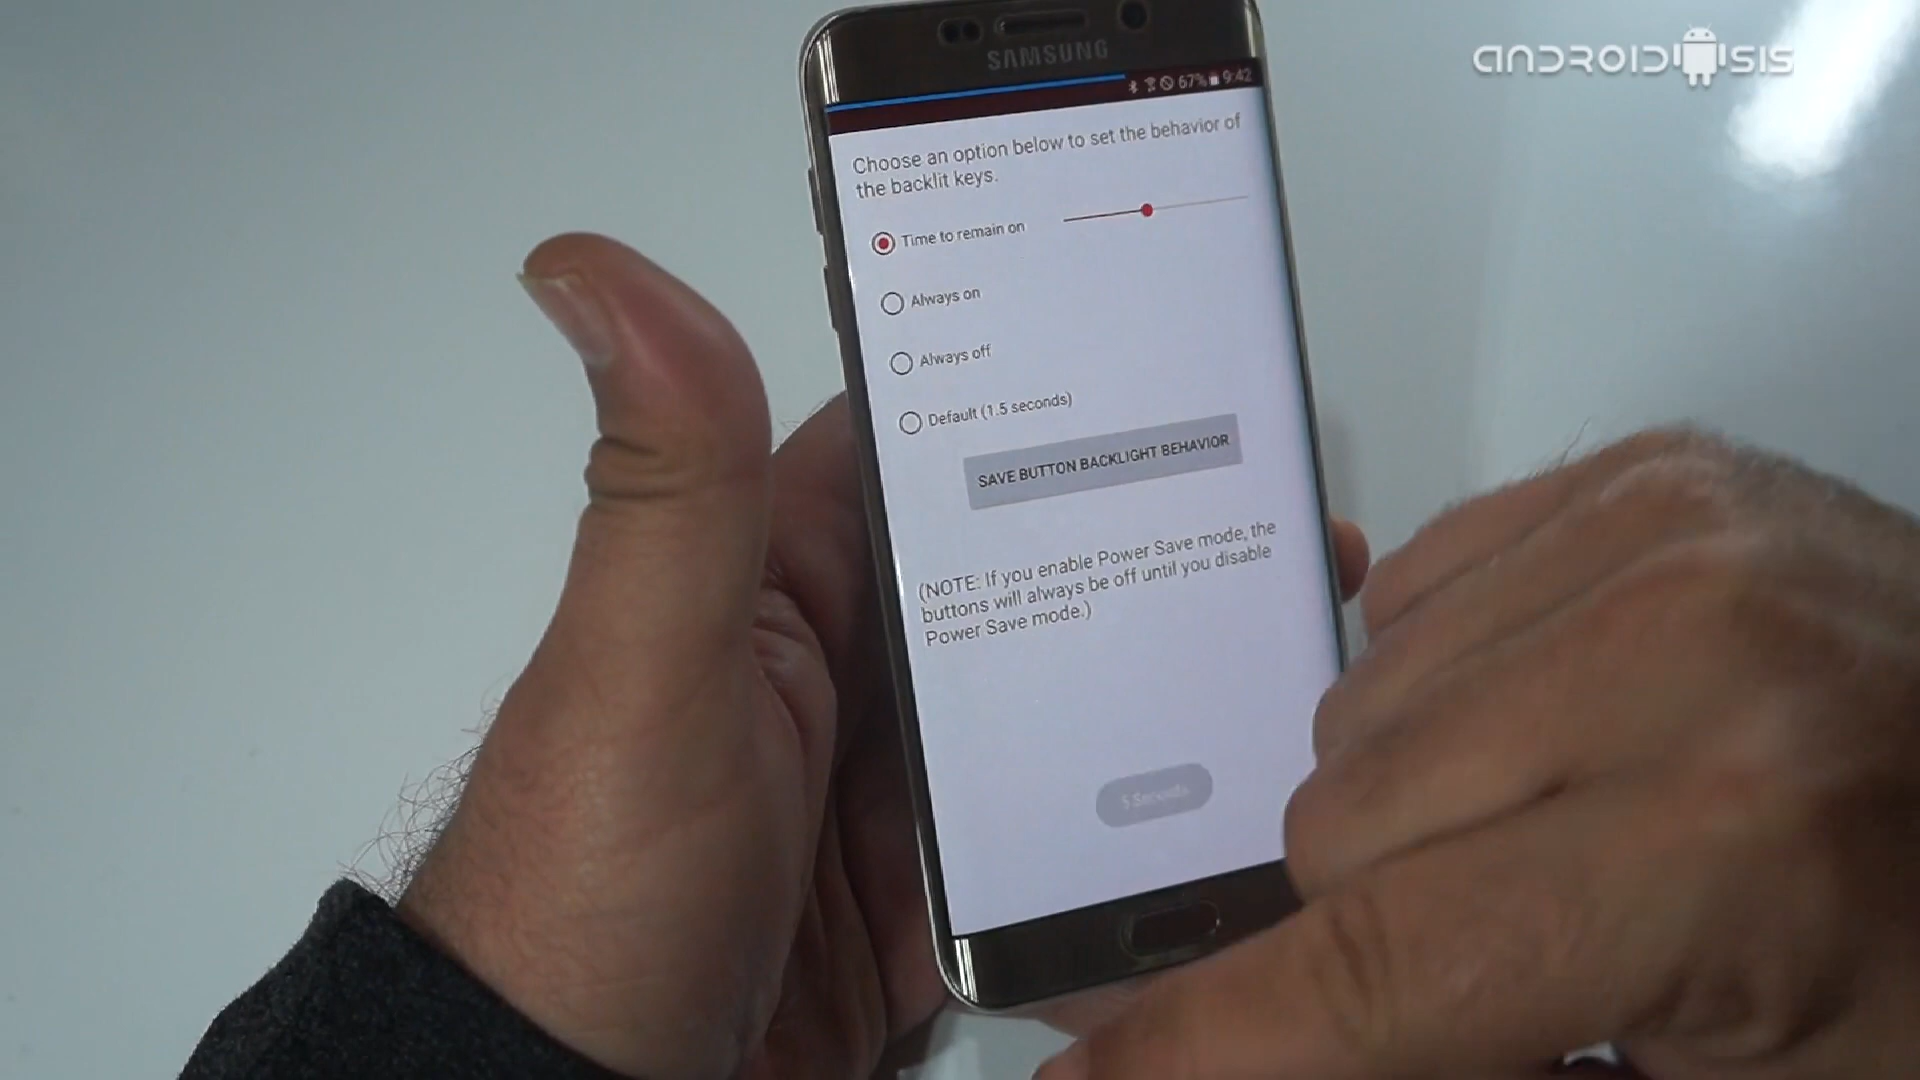 ANDROIDSIS
SAMSUNG
67% 9:42
Choose an option below to set the behavior of
the backlit keys.
Time to remain on
Always on
Always off
Default (1.5 seconds)
SAVE BUTTON BACKLIGHT BEHAVIOR
(NOTE: If you enable Power Save mode, the
buttons will always be off until you disable
Power Save mode.)
5 Seconds